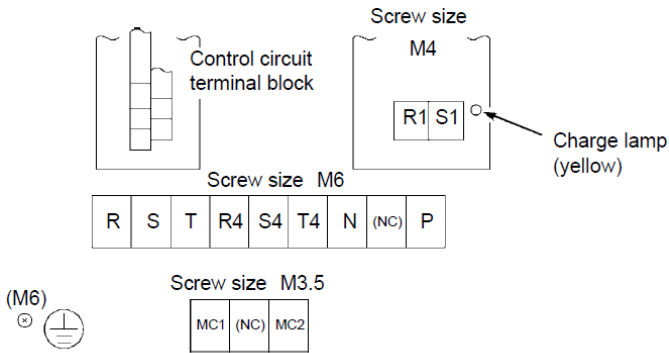 Screw size
M4
Control circuit
terminal block
R1 S1
Charge lamp
(yellow)
Screw size M6
R S T R4 S4 T4 N (NC) P
Screw size M3.5
(M6)
MC1 (NC) MC2